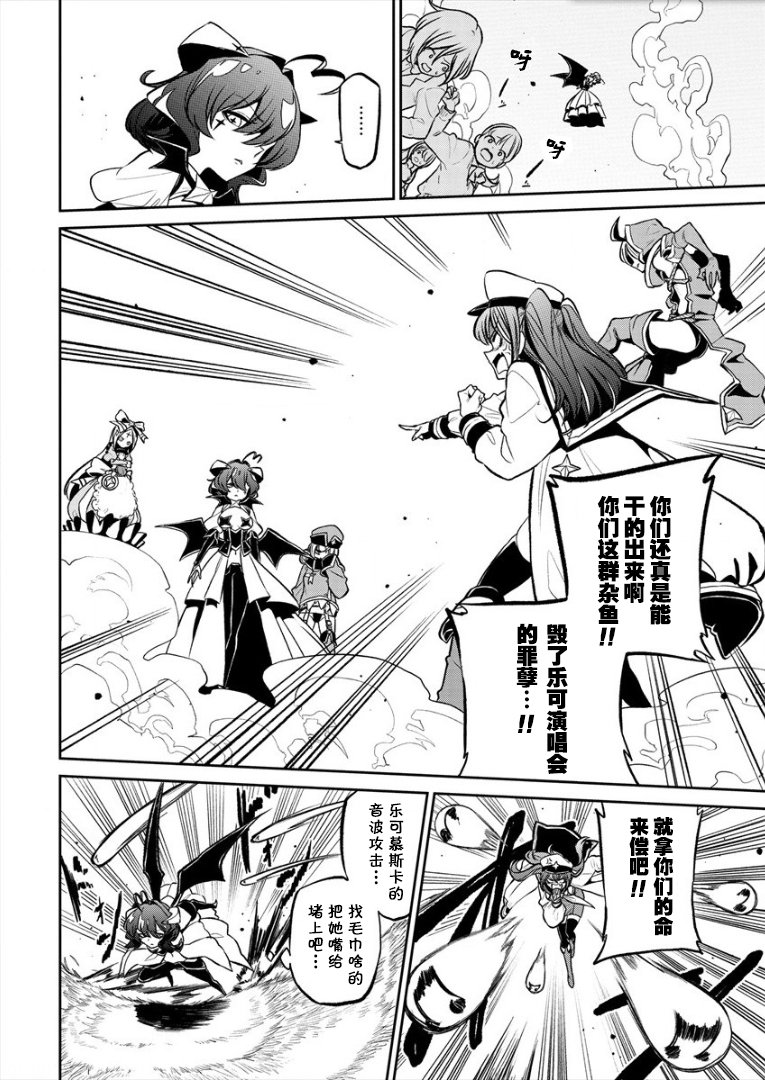 呀
呀
……
你们还真是能
干的出来啊
你们这群杂鱼!!
毁了乐可演唱会
的罪孽…!!
就拿你们的命
来偿吧!!
乐可慕斯卡的
音波攻击…
找毛巾啥的
把她嘴给
堵上吧…